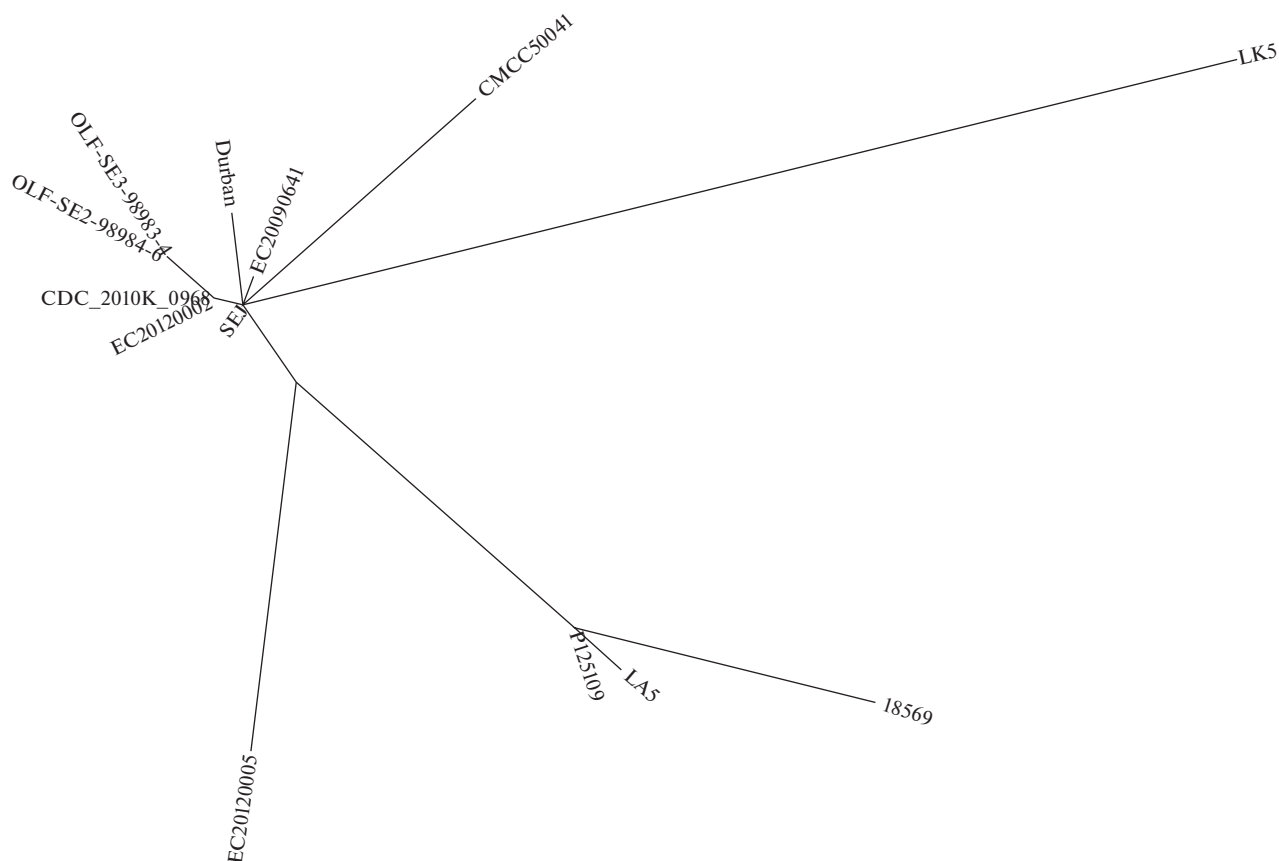 CMCC50041
LK5
OLF-SE3-98983-4
Durban
OLF-SE2-98984-6
EC20090641
CDC_2010K_0968
EC20120002
SEJ
P125109
LA5
18569
EC20120005